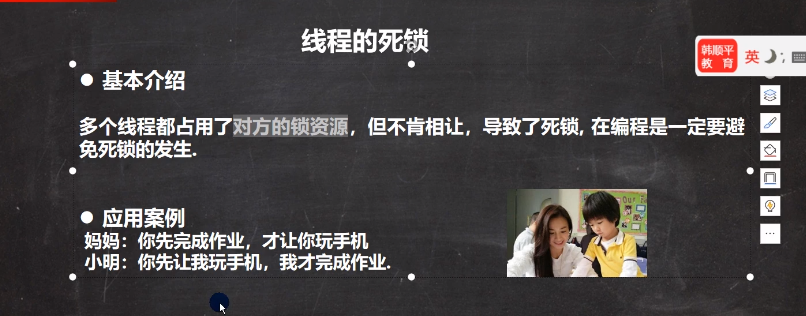 线程的死锁
韩顺平
教 育
英
基本介绍
多个线程都占用了对方的锁资源，但不肯相让，导致了死锁, 在编程是一定要避
免死锁的发生.
应用案例
妈妈：你先完成作业，才让你玩手机
小明：你先让我玩手机，我才完成作业.